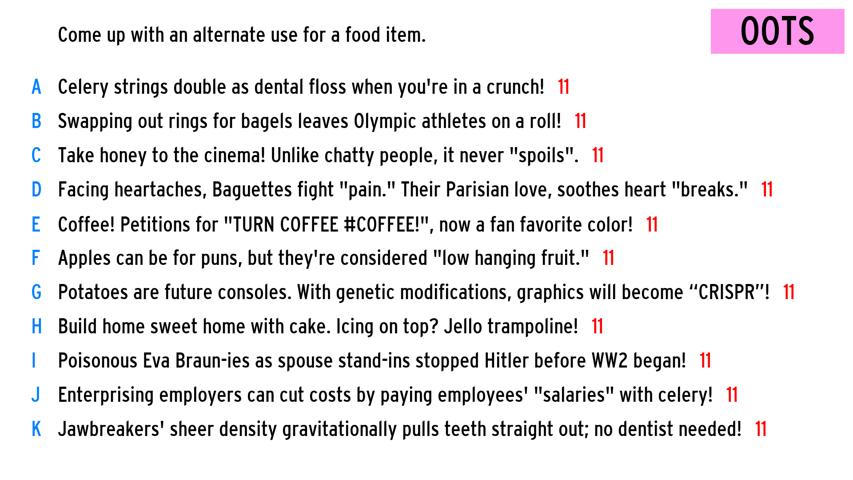 Come up with an alternate use for a food item.
OOTS
A Celery strings double as dental floss when you're in a crunch! 11
B Swapping out rings for bagels leaves Olympic athletes on a roll! 11
C Take honey to the cinema! Unlike chatty people, it never "spoils". 11
D Facing heartaches, Baguettes fight "pain." Their Parisian love, soothes heart "breaks." 11
E Coffee! Petitions for "TURN COFFEE #COFFEE!", now a fan favorite color! 11
F Apples can be for puns, but they're considered "low hanging fruit." 11
G Potatoes are future consoles. With genetic modifications, graphics will become “CRISPR”! 11
H Build home sweet home with cake. Icing on top? Jello trampoline! 11
I Poisonous Eva Braun-ies as spouse stand-ins stopped Hitler before WW2 began! 11
J Enterprising employers can cut costs by paying employees' "salaries" with celery! 11
K Jawbreakers' sheer density gravitationally pulls teeth straight out; no dentist needed! 11